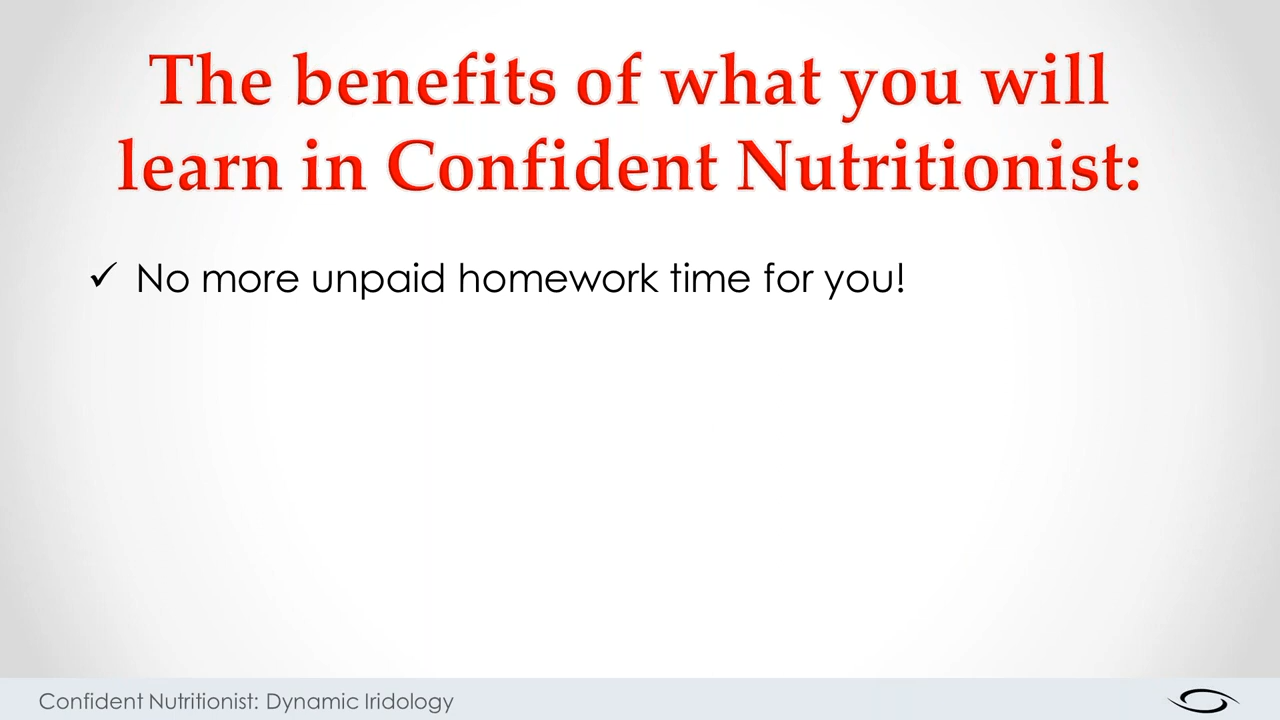 The benefits of what you will
learn in Confident Nutritionist:
✓ No more unpaid homework time for you!
Confident Nutritionist: Dynamic Iridology